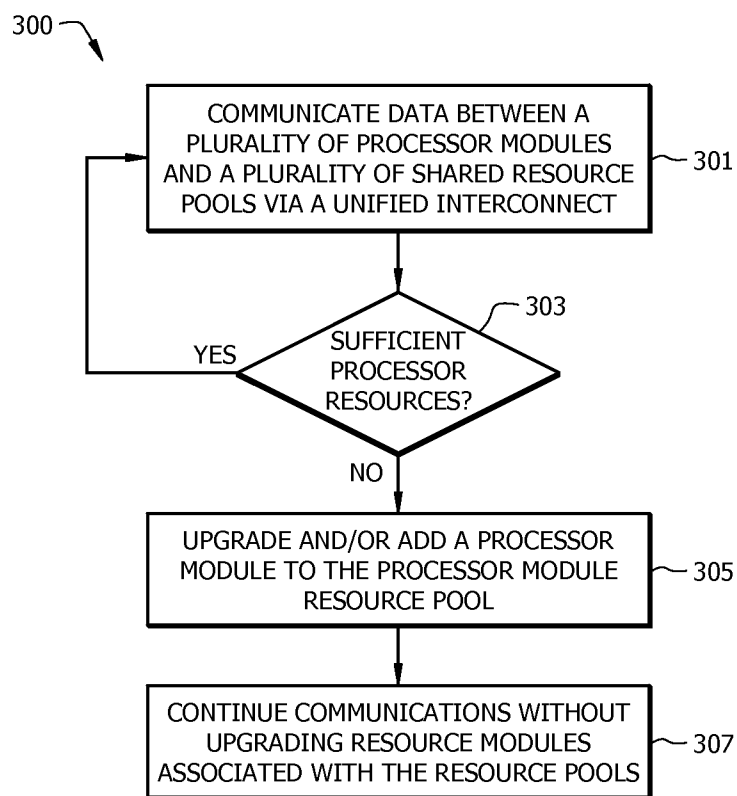 300
COMMUNICATE DATA BETWEEN A
PLURALITY OF PROCESSOR MODULES
AND A PLURALITY OF SHARED RESOURCE
POOLS VIA A UNIFIED INTERCONNECT
301
303
SUFFICIENT
PROCESSOR
RESOURCES?
YES
NO
UPGRADE AND/OR ADD A PROCESSOR
MODULE TO THE PROCESSOR MODULE
RESOURCE POOL
305
CONTINUE COMMUNICATIONS WITHOUT
UPGRADING RESOURCE MODULES
ASSOCIATED WITH THE RESOURCE POOLS
307